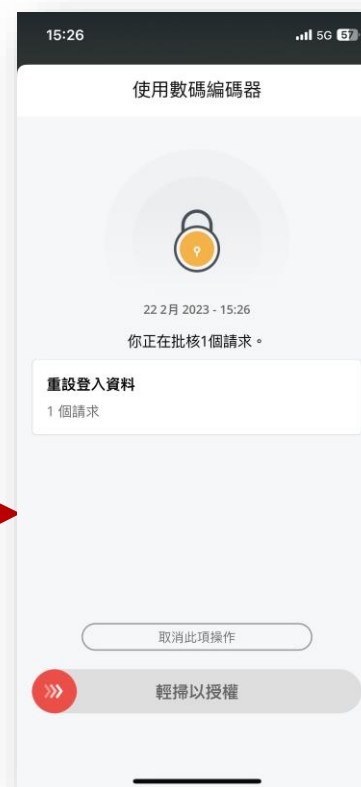 15:26 5G 57
使用數碼編碼器
22 2月 2023 - 15:26
你正在批核1個請求。
重設登入資料
1 個請求
取消此項操作
輕掃以授權